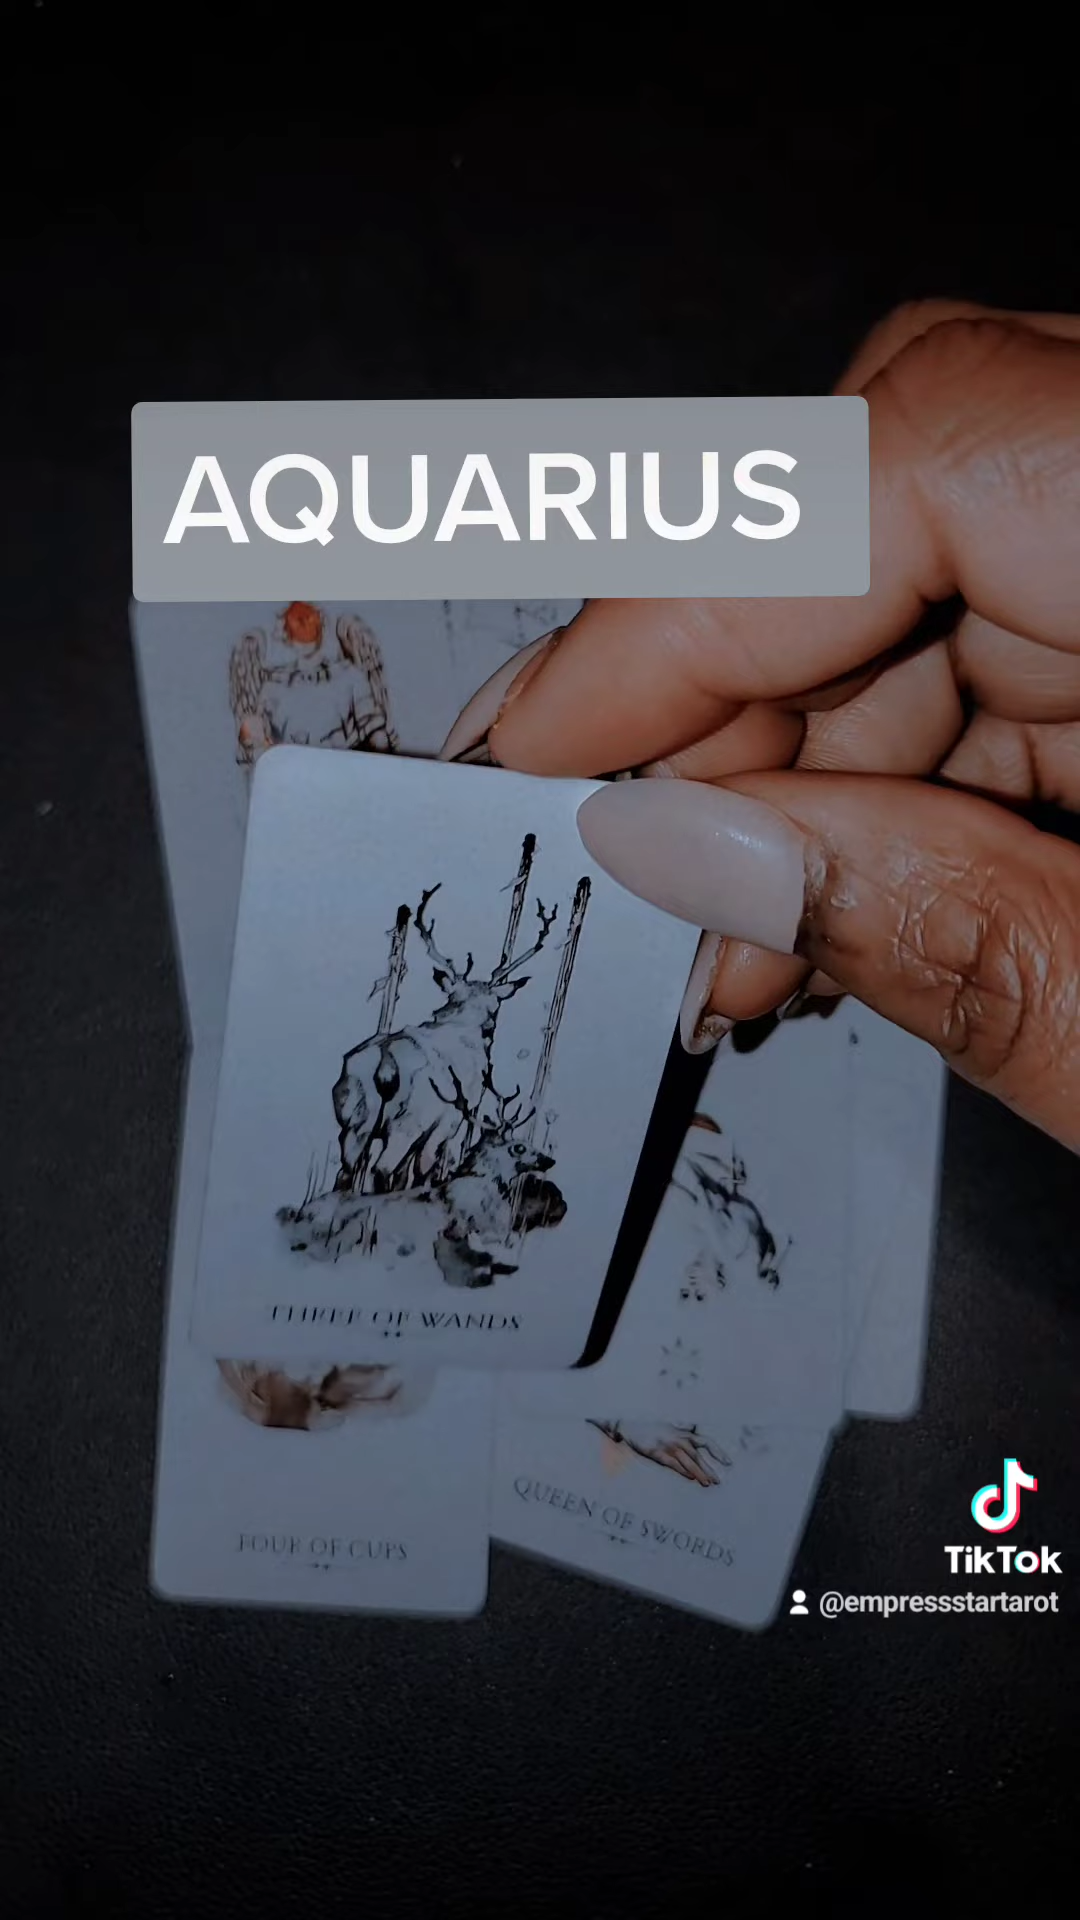 AQUARIUS
THREE OF WANDS
FOUR OF CUPS
QUEEN OF SWORDS
TikTok
@empressstartarot